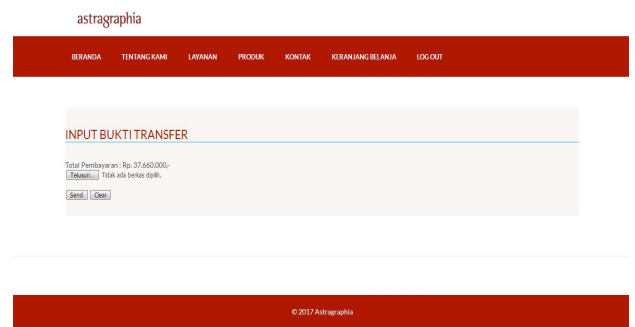 astragraphia
BERANDA TENTANG KAMI LAYANAN PRODUK KONTAK KERANJANG BELANJA LOG OUT
INPUT BUKTI TRANSFER
Total Pembayaran : Rp. 37.660.000,-
Telusuri... Tidak ada berkas dipilih.
Send Clear
© 2017 Astragraphia